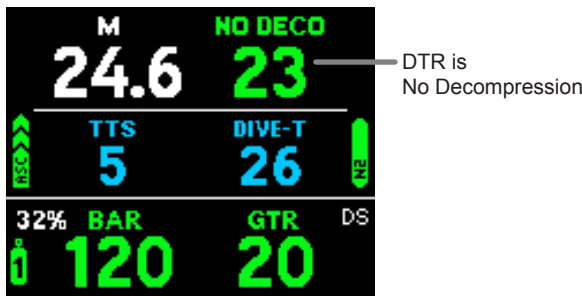 M NO DECO
24.6 23
DTR is
No Decompression
TTS DIVE-T
5 26
ASC
N2
32% BAR GTR DS
1 120 20